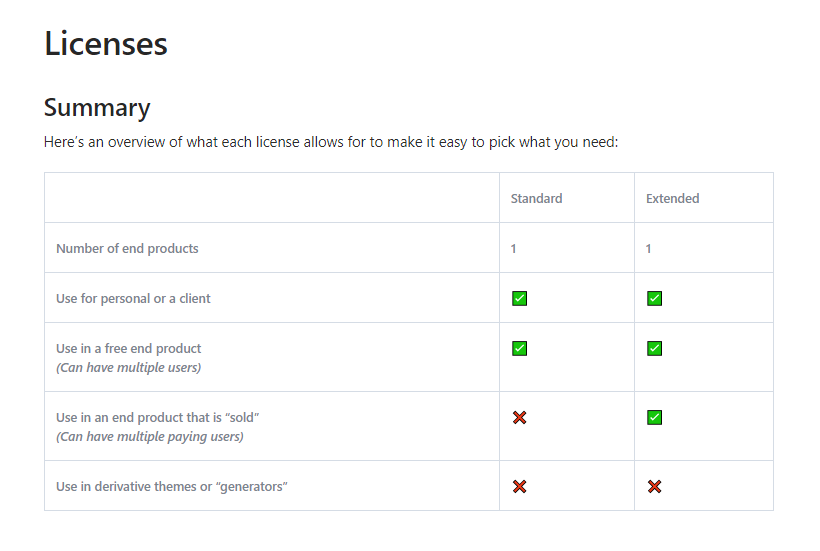 Licenses
Summary
Here’s an overview of what each license allows for to make it easy to pick what you need:
Standard Extended
Number of end products 1 1
Use for personal or a client ✅ ✅
Use in a free end product ✅ ✅
(Can have multiple users)
Use in an end product that is “sold” ❌ ✅
(Can have multiple paying users)
Use in derivative themes or “generators” ❌ ❌